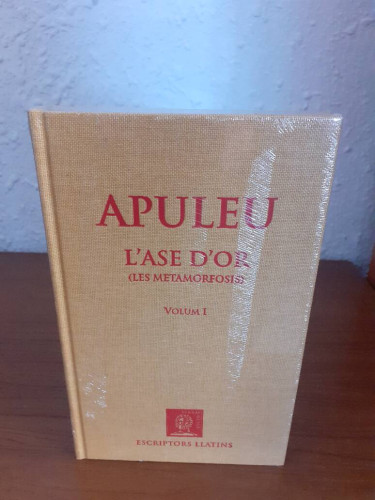 APULEU
L'ASE D'OR
(LES METAMORFOSIS)
VOLUM I
ESCRIPTORS LLATINS